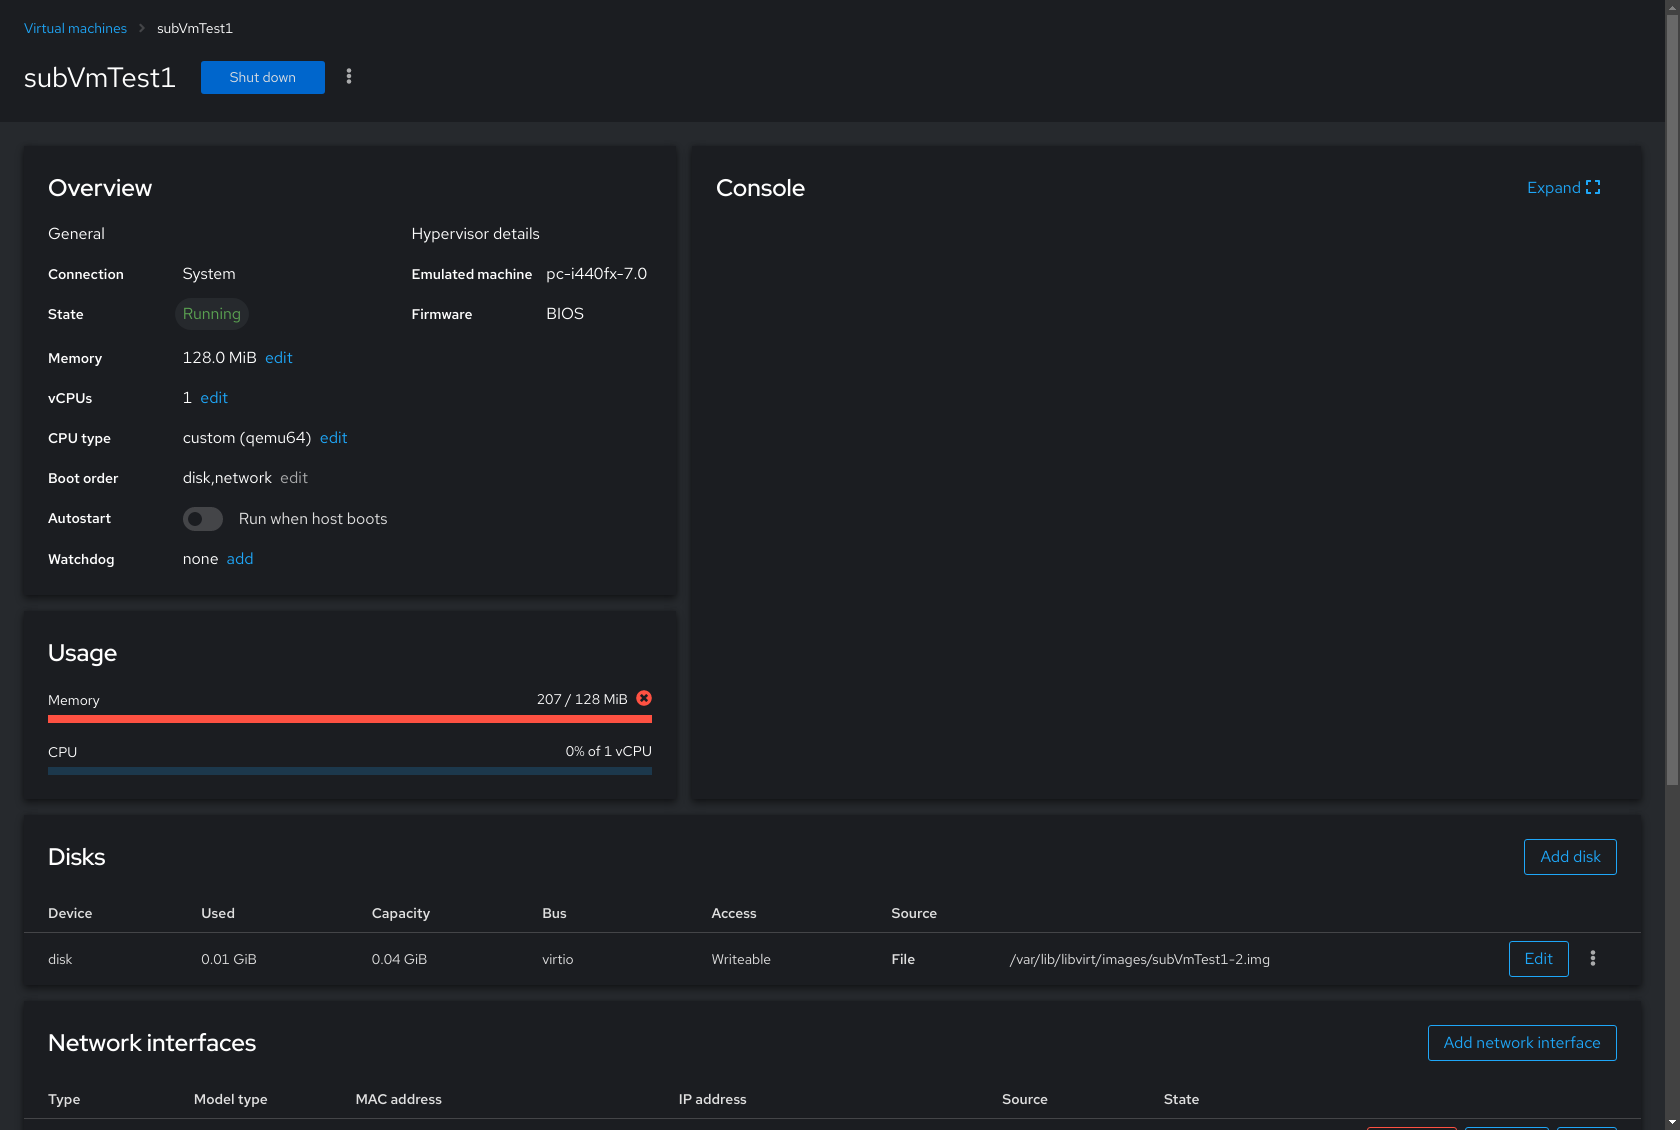 Virtual machines > subVmTest1
subVmTest1 Shut down
Overview
General
Connection System
State Running
Memory 128.0 MiB edit
vCPUs 1 edit
CPU type custom (qemu64) edit
Boot order disk,network edit
Autostart Run when host boots
Watchdog none add
Hypervisor details
Emulated machine pc-i440fx-7.0
Firmware BIOS
Console Expand
Usage
Memory 207 / 128 MiB
CPU 0% of 1 vCPU
Disks Add disk
Device Used Capacity Bus Access Source
disk 0.01 GiB 0.04 GiB virtio Writeable File /var/lib/libvirt/images/subVmTest1-2.img Edit
Network interfaces Add network interface
Type Model type MAC address IP address Source State